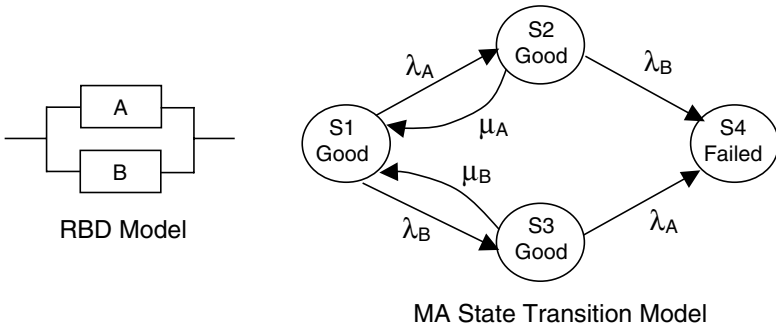 A
B
RBD Model
S1
Good
S2
Good
S3
Good
S4
Failed
λA
μA
λB
μB
λB
λA
MA State Transition Model